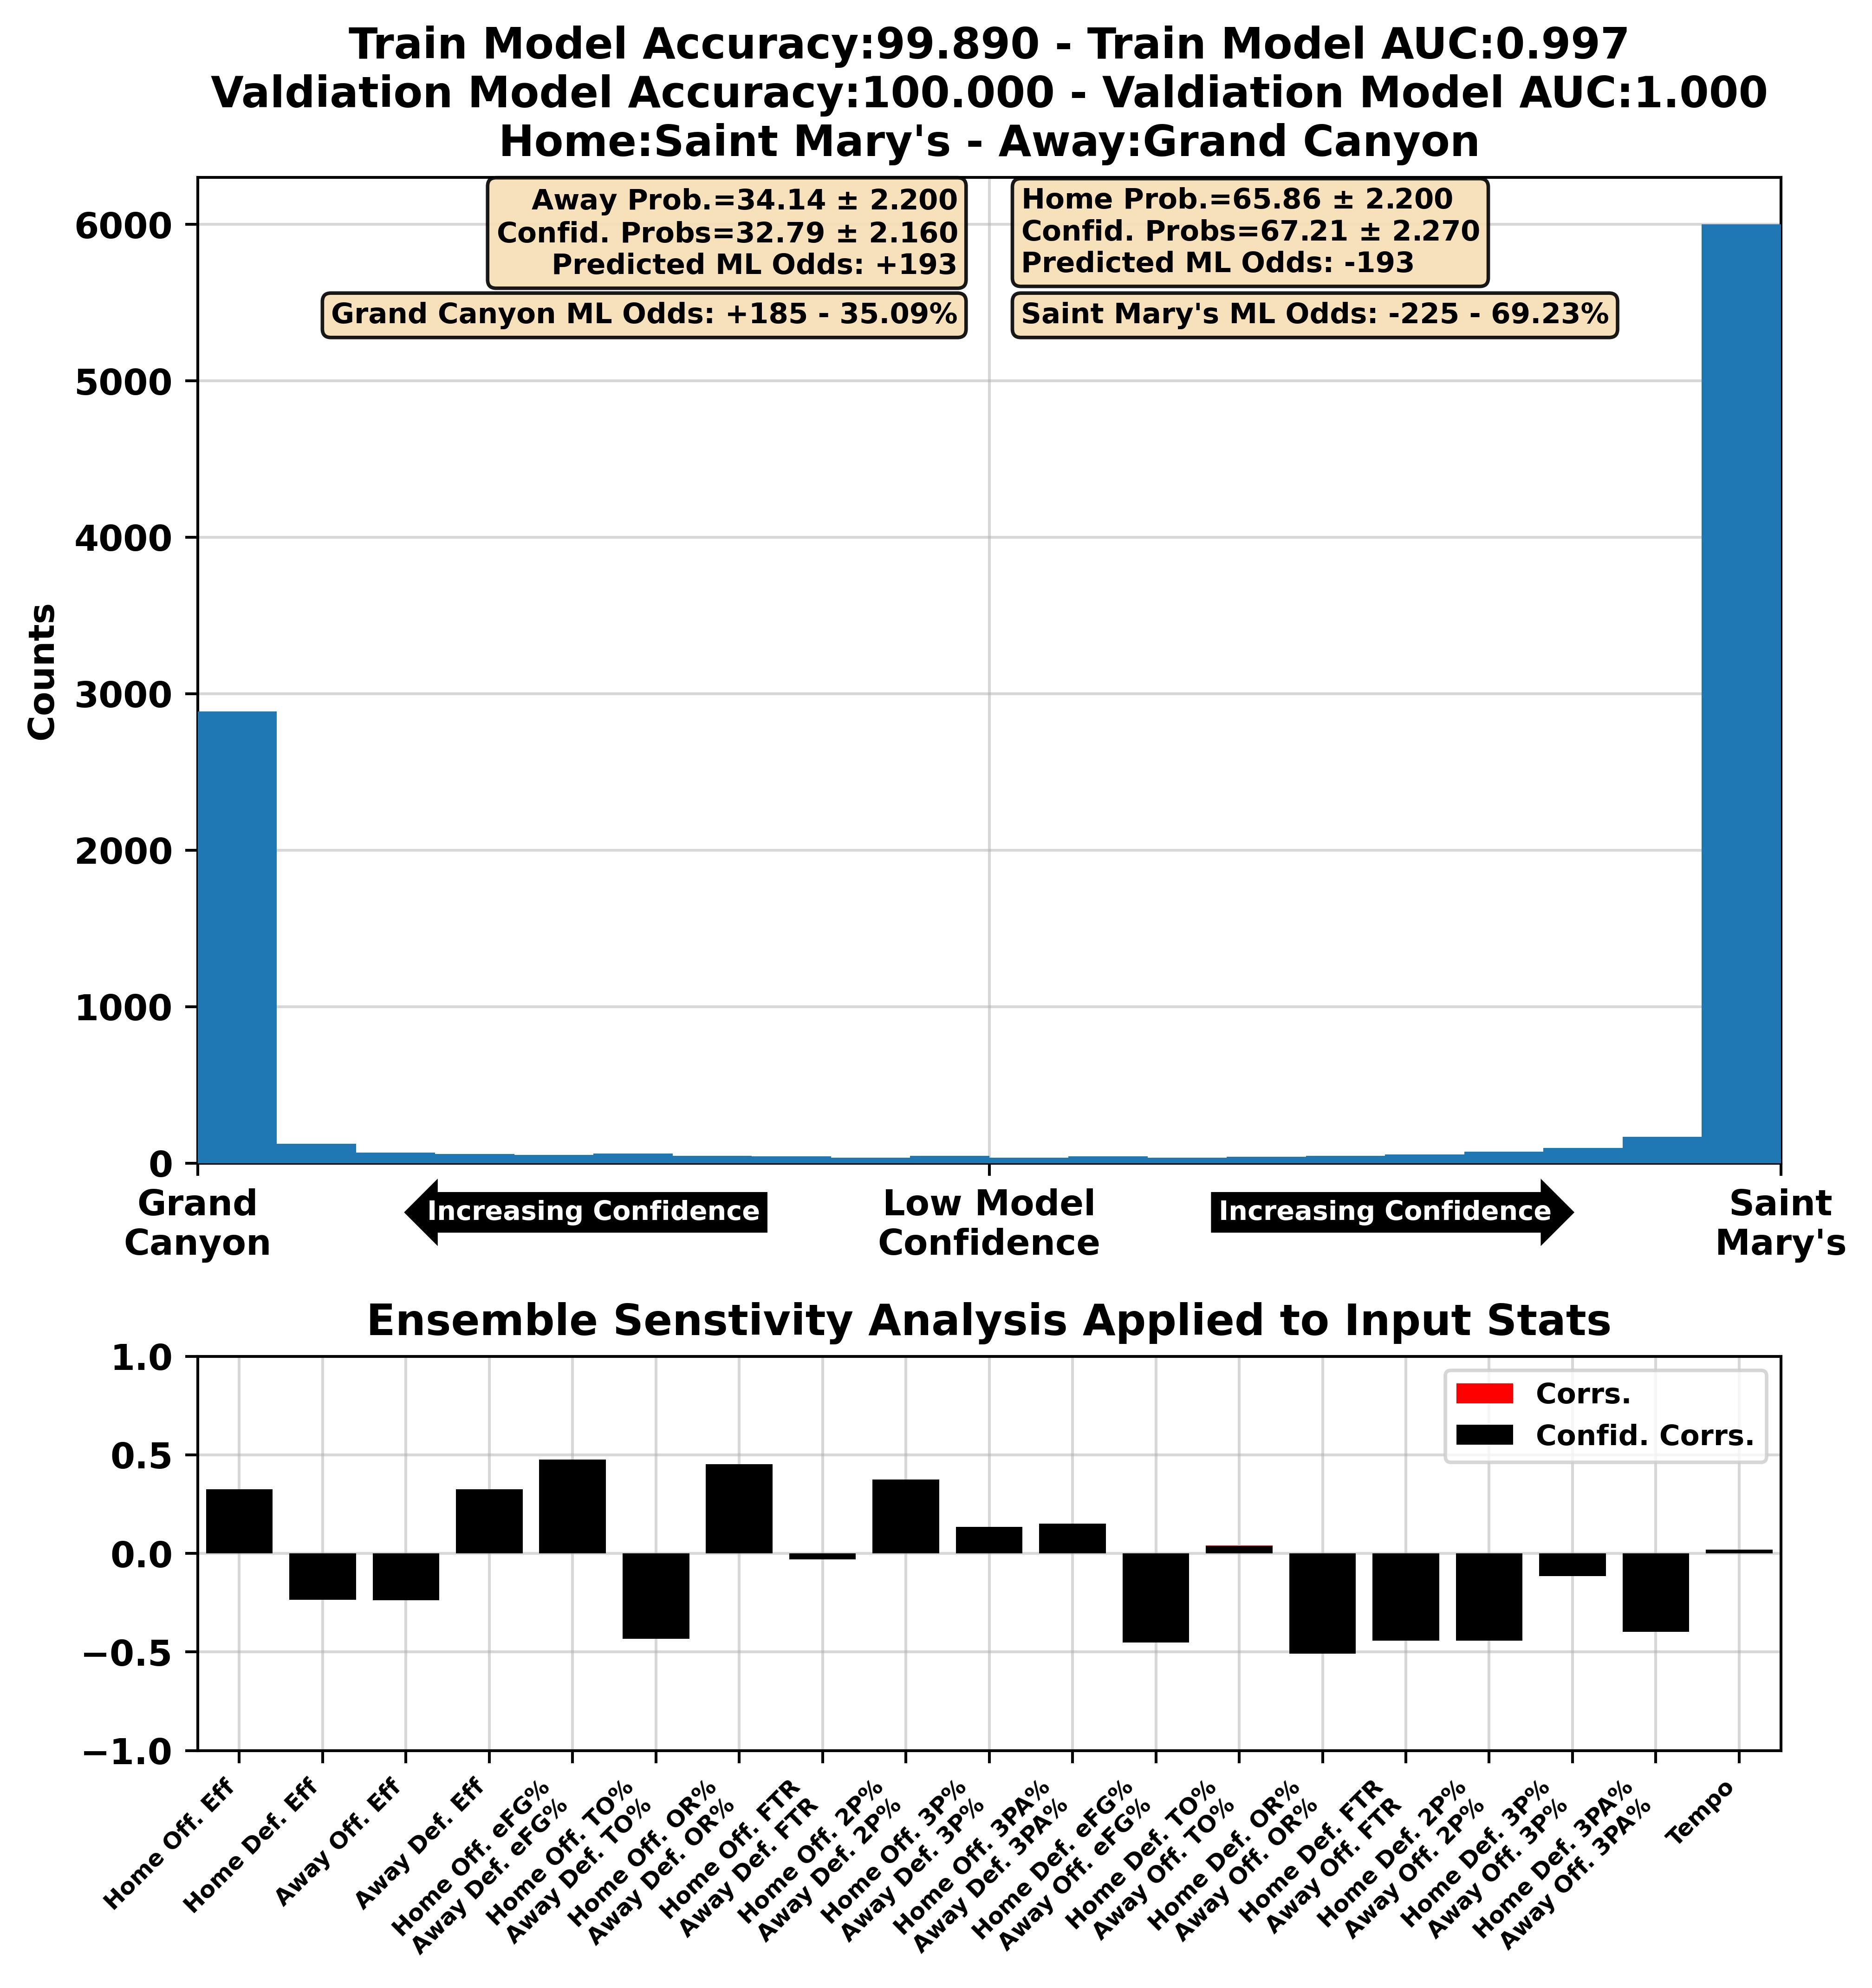 Train Model Accuracy:99.890 - Train Model AUC:0.997
Valdiation Model Accuracy:100.000 - Valdiation Model AUC:1.000
Home:Saint Mary's - Away:Grand Canyon
Away Prob.=34.14 ± 2.200
Confid. Probs=32.79 ± 2.160
Predicted ML Odds: +193
Grand Canyon ML Odds: +185 - 35.09%
Home Prob.=65.86 ± 2.200
Confid. Probs=67.21 ± 2.270
Predicted ML Odds: -193
Saint Mary's ML Odds: -225 - 69.23%
Counts
6000
5000
4000
3000
2000
1000
0
Grand
Canyon
Increasing Confidence
Low Model
Confidence
Increasing Confidence
Saint
Mary's
Ensemble Senstivity Analysis Applied to Input Stats
1.0
0.5
0.0
−0.5
−1.0
Corrs.
Confid. Corrs.
Home Off. Eff
Home Def. Eff
Away Off. Eff
Away Def. Eff
Home Off. eFG%
Away Def. eFG%
Home Off. TO%
Away Def. TO%
Home Off. OR%
Away Def. OR%
Home Off. FTR
Away Def. FTR
Home Off. 2P%
Away Def. 2P%
Home Off. 3P%
Away Def. 3P%
Home Off. 3PA%
Away Def. 3PA%
Home Def. eFG%
Away Off. eFG%
Home Def. TO%
Away Off. TO%
Home Def. OR%
Away Off. OR%
Home Def. FTR
Away Off. FTR
Home Def. 2P%
Away Off. 2P%
Home Def. 3P%
Away Off. 3P%
Home Def. 3PA%
Away Off. 3PA%
Tempo